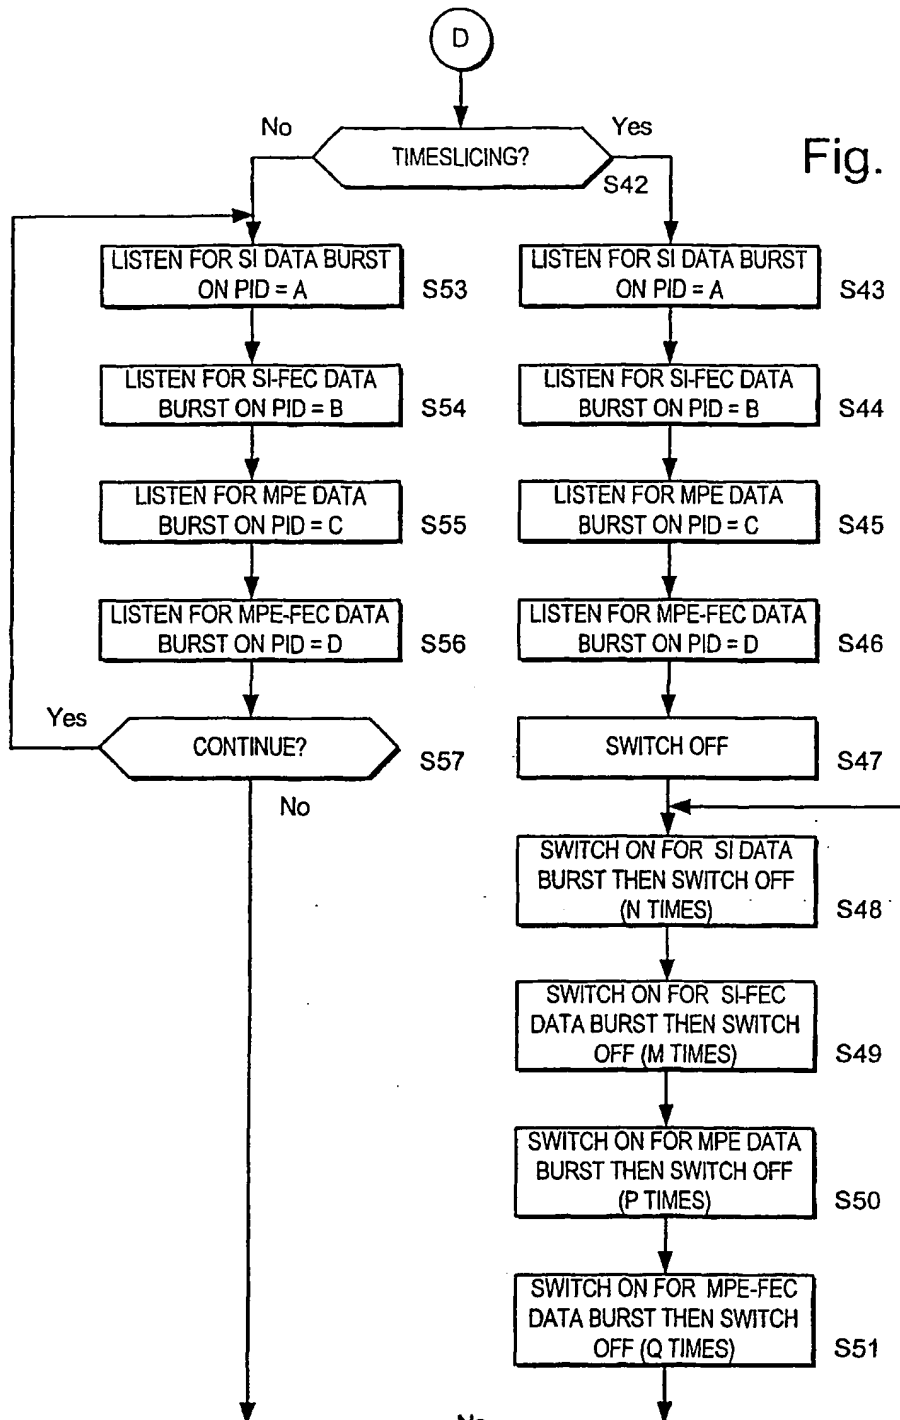 D
No
Yes
Fig.
TIMESLICING?
S42
LISTEN FOR SI DATA BURST
ON PID = A
S53
LISTEN FOR SI DATA BURST
ON PID = A
S43
LISTEN FOR SI-FEC DATA
BURST ON PID = B
S54
LISTEN FOR SI-FEC DATA
BURST ON PID = B
S44
LISTEN FOR MPE DATA
BURST ON PID = C
S55
LISTEN FOR MPE DATA
BURST ON PID = C
S45
LISTEN FOR MPE-FEC DATA
BURST ON PID = D
S56
LISTEN FOR MPE-FEC DATA
BURST ON PID = D
S46
Yes
CONTINUE?
S57
No
SWITCH OFF
S47
SWITCH ON FOR SI DATA
BURST THEN SWITCH OFF
(N TIMES)
S48
SWITCH ON FOR SI-FEC
DATA BURST THEN SWITCH
OFF (M TIMES)
S49
SWITCH ON FOR MPE DATA
BURST THEN SWITCH OFF
(P TIMES)
S50
SWITCH ON FOR MPE-FEC
DATA BURST THEN SWITCH
OFF (Q TIMES)
S51